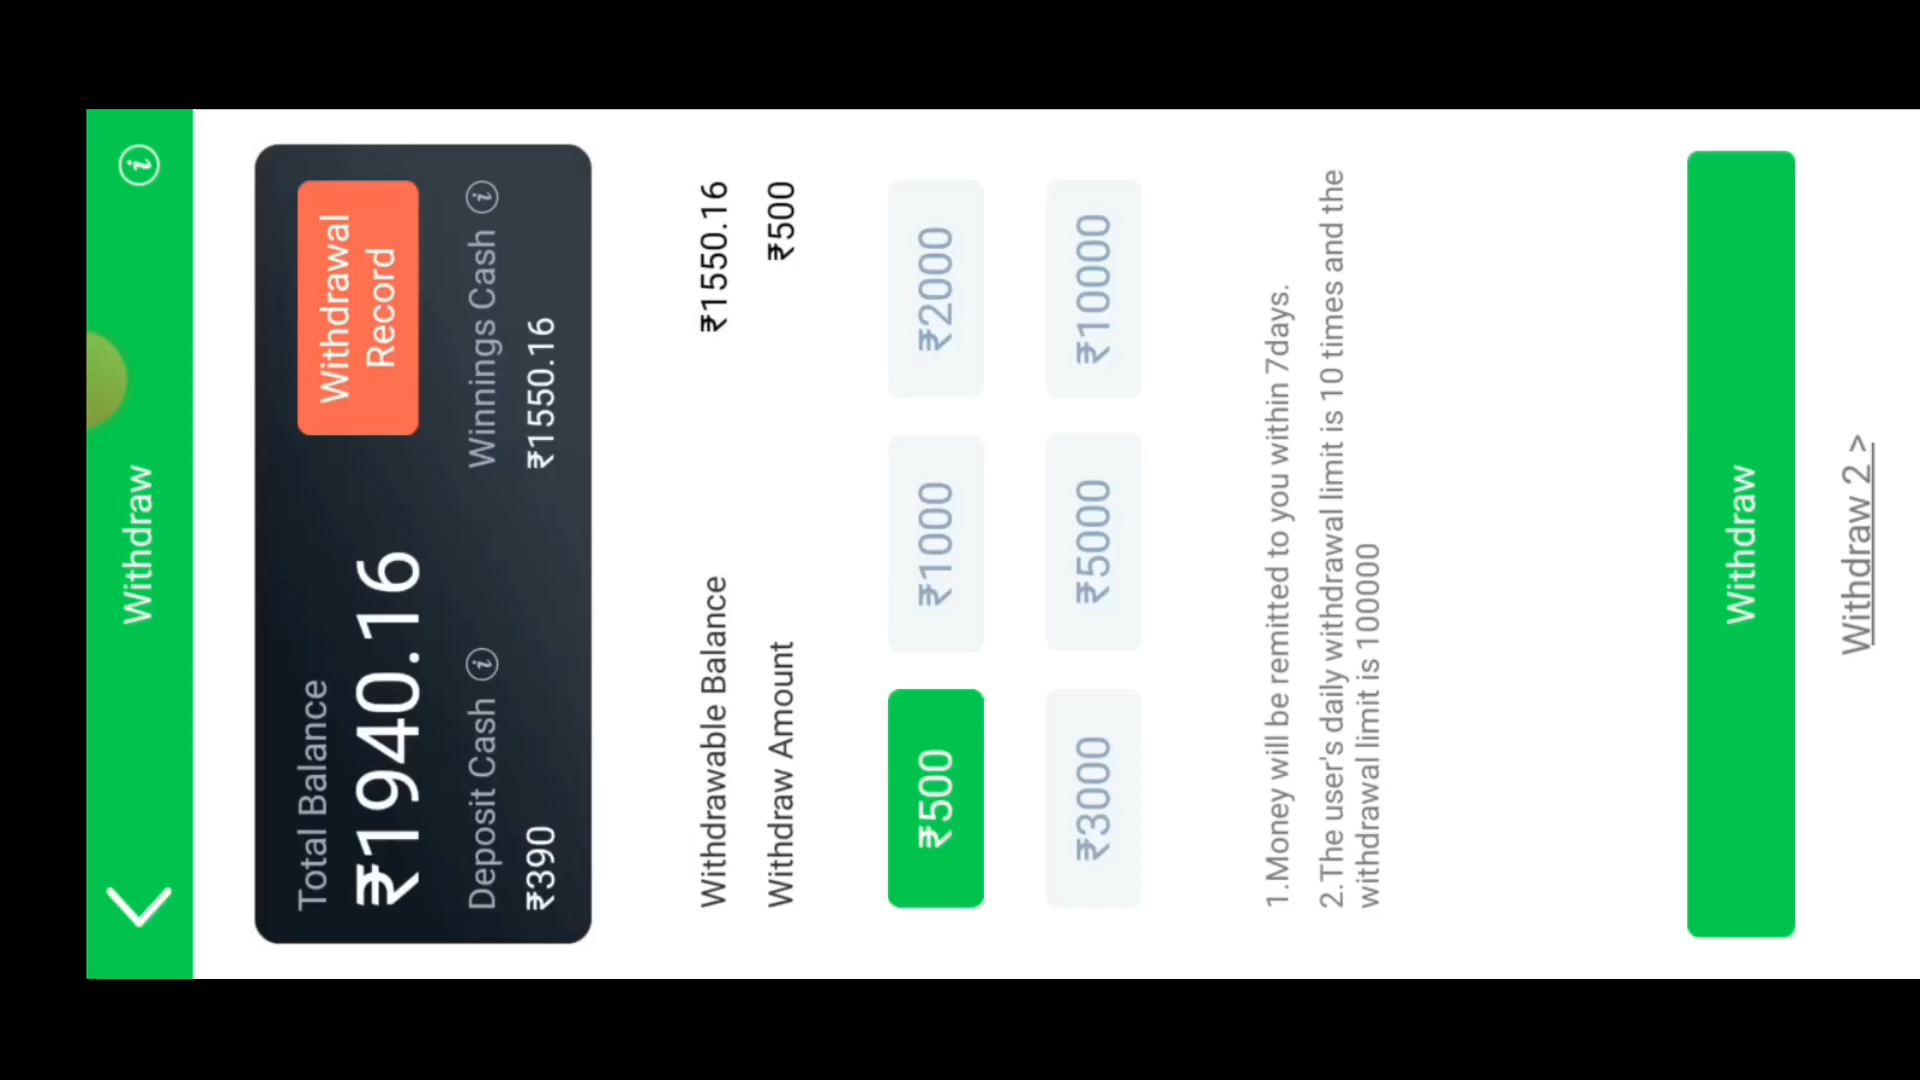 Withdraw
Total Balance
₹1940.16
Withdrawal
Record
Deposit Cash
Winnings Cash
₹390
₹1550.16
Withdrawable Balance
₹1550.16
Withdraw Amount
₹500
₹500
₹1000
₹2000
₹3000
₹5000
₹10000
1.Money will be remitted to you within 7days.
2.The user's daily withdrawal limit is 10 times and the
withdrawal limit is 100000
Withdraw
Withdraw 2 >